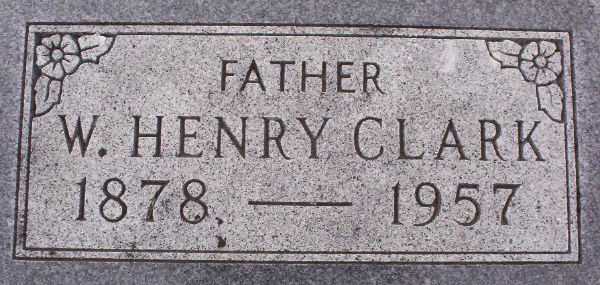 FATHER
W. HENRY CLARK
1878 — 1957